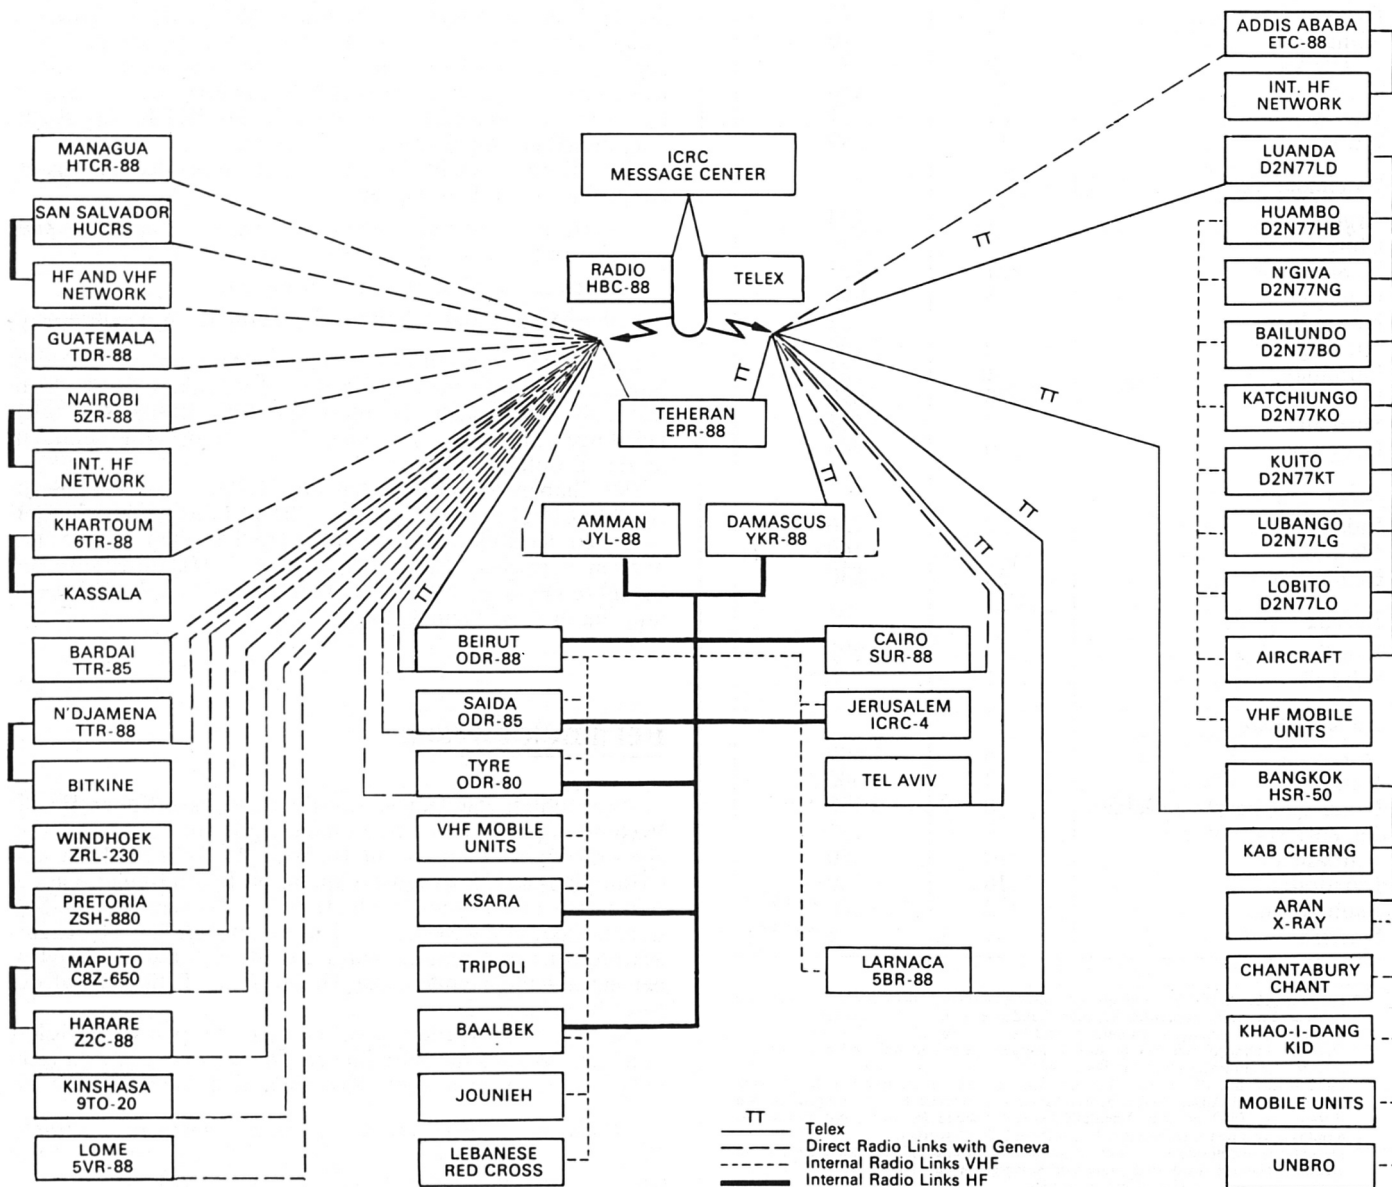 MANAGUA
HTCR-88
SAN SALVADOR
HUCRS
HF AND VHF
NETWORK
GUATEMALA
TDR-88
NAIROBI
5ZR-88
INT. HF
NETWORK
KHARTOUM
6TR-88
KASSALA
BARDAI
TTR-85
N'DJAMENA
TTR-88
BITKINE
WINDHOEK
ZRL-230
PRETORIA
ZSH-880
MAPUTO
C8Z-650
HARARE
Z2C-88
KINSHASA
9TO-20
LOME
5VR-88
ICRC
MESSAGE CENTER
RADIO
HBC-88
TELEX
TT
TEHERAN
EPR-88
AMMAN
JYL-88
DAMASCUS
YKR-88
TT
TT
TT
TT
TT
TT
BEIRUT
ODR-88
SAIDA
ODR-85
TYRE
ODR-80
VHF MOBILE
UNITS
KSARA
TRIPOLI
BAALBEK
JOUNIEH
LEBANESE
RED CROSS
CAIRO
SUR-88
JERUSALEM
ICRC-4
TEL AVIV
LARNACA
5BR-88
ADDIS ABABA
ETC-88
INT. HF
NETWORK
LUANDA
D2N77LD
HUAMBO
D2N77HB
N'GIVA
D2N77NG
BAILUNDO
D2N77BO
KATCHIUNGO
D2N77KO
KUITO
D2N77KT
LUBANGO
D2N77LG
LOBITO
D2N77LO
AIRCRAFT
VHF MOBILE
UNITS
BANGKOK
HSR-50
KAB CHERNG
ARAN
X-RAY
CHANTABURY
CHANT
KHAO-I-DANG
KID
MOBILE UNITS
UNBRO
TT
Telex
Direct Radio Links with Geneva
Internal Radio Links VHF
Internal Radio Links HF